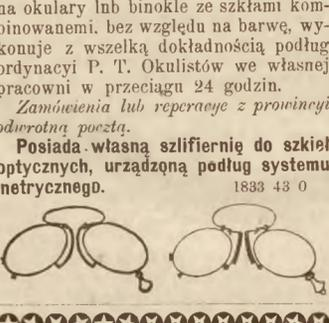 na okulary lub binokle ze szkłami kom-
binowanemi, bez względu na barwę, wy-
konuje z wszelką dokładnością podług
ordynacyi P. T. Okulistów we własnej
pracowni w przeciągu 24 godzin.
Zamówienia lub reperacye z prowincyi
odwrotną pocztą.
Posiada własną szlifiernię do szkieł
optycznych, urządzoną podług systemu
metrycznego.
1833 43 0